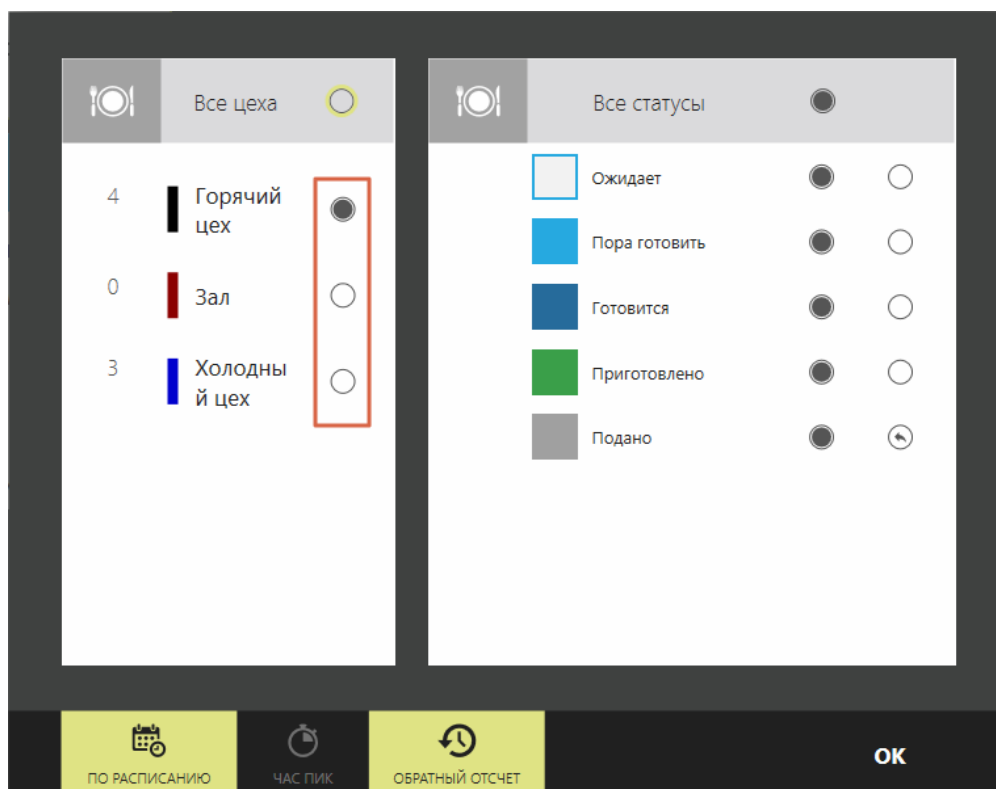 Все цеха
4 Горячий
цех
0 Зал
3 Холодны
й цех
Все статусы
Ожидает
Пора готовить
Готовится
Приготовлено
Подано
ПО РАСПИСАНИЮ
ЧАС ПИК
ОБРАТНЫЙ ОТСЧЕТ
ОК